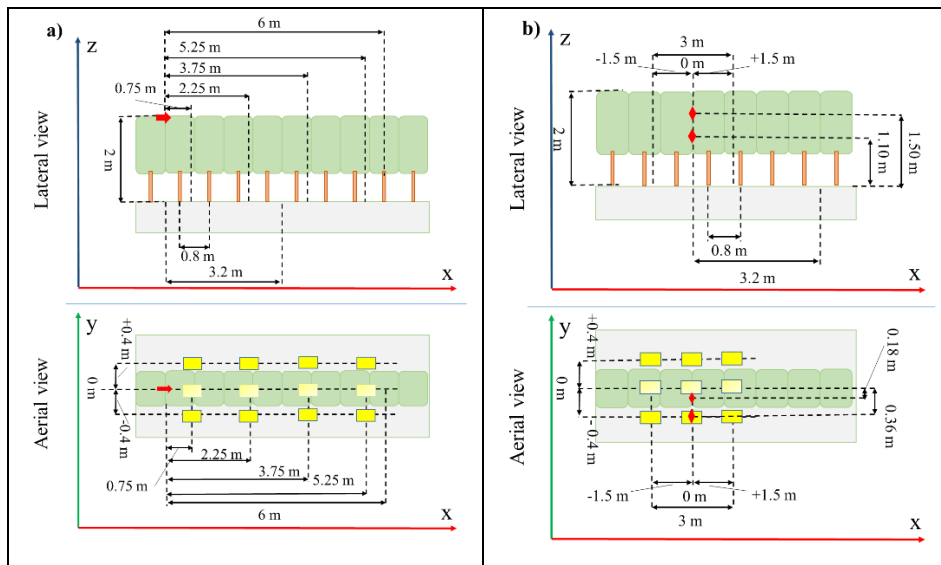 a)
z
6 m
5.25 m
3.75 m
2.25 m
0.75 m
Lateral view
2 m
0.8 m
3.2 m
x
y
Aerial view
+0.4 m
0 m
-0.4 m
2.25 m
0.75 m
3.75 m
5.25 m
6 m
x
b)
z
3 m
-1.5 m
0 m
+1.5 m
Lateral view
2 m
1.10 m
1.50 m
0.8 m
3.2 m
x
y
Aerial view
+0.4 m
0 m
-0.4 m
0.18 m
0.36 m
-1.5 m
0 m
+1.5 m
3 m
x